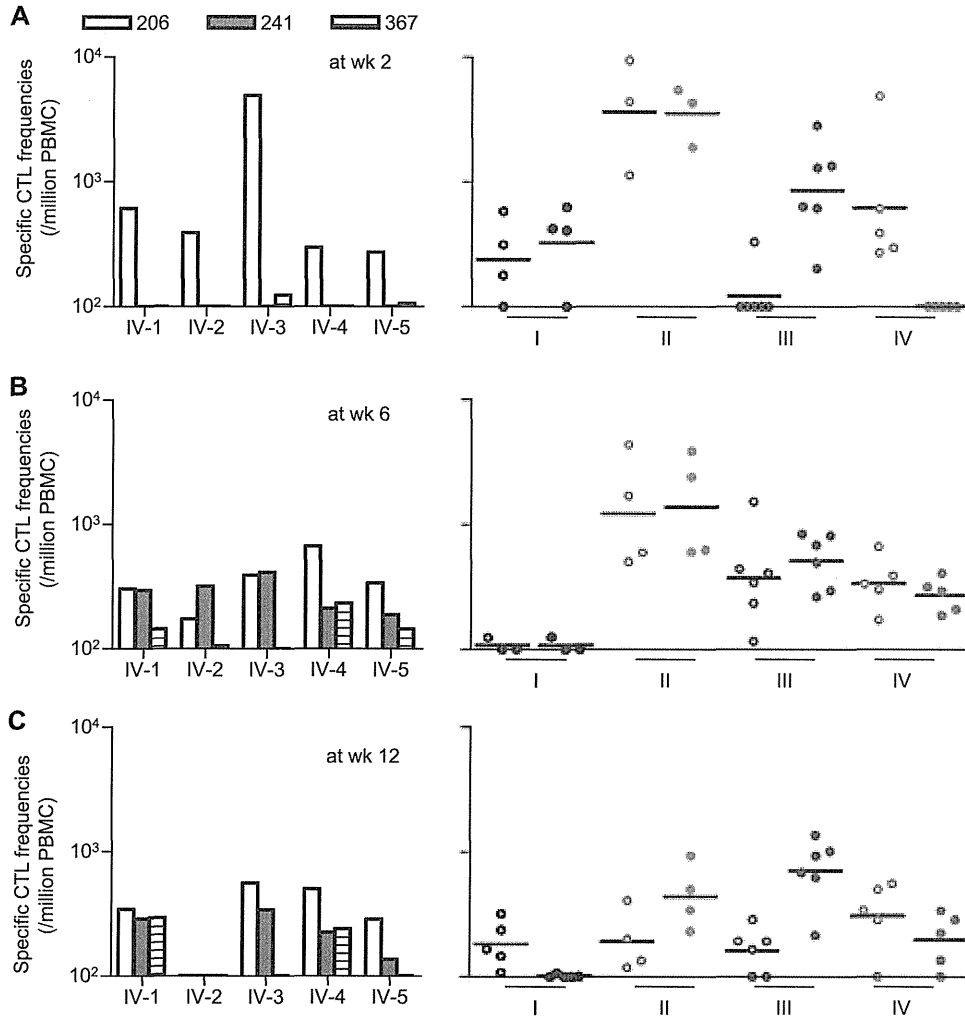 A
206 241 367
at wk 2
Specific CTL frequencies
(/million PBMC)
10⁴
10³
10²
IV-1 IV-2 IV-3 IV-4 IV-5
I II III IV
B
at wk 6
Specific CTL frequencies
(/million PBMC)
10⁴
10³
10²
IV-1 IV-2 IV-3 IV-4 IV-5
I II III IV
C
at wk 12
Specific CTL frequencies
(/million PBMC)
10⁴
10³
10²
IV-1 IV-2 IV-3 IV-4 IV-5
I II III IV